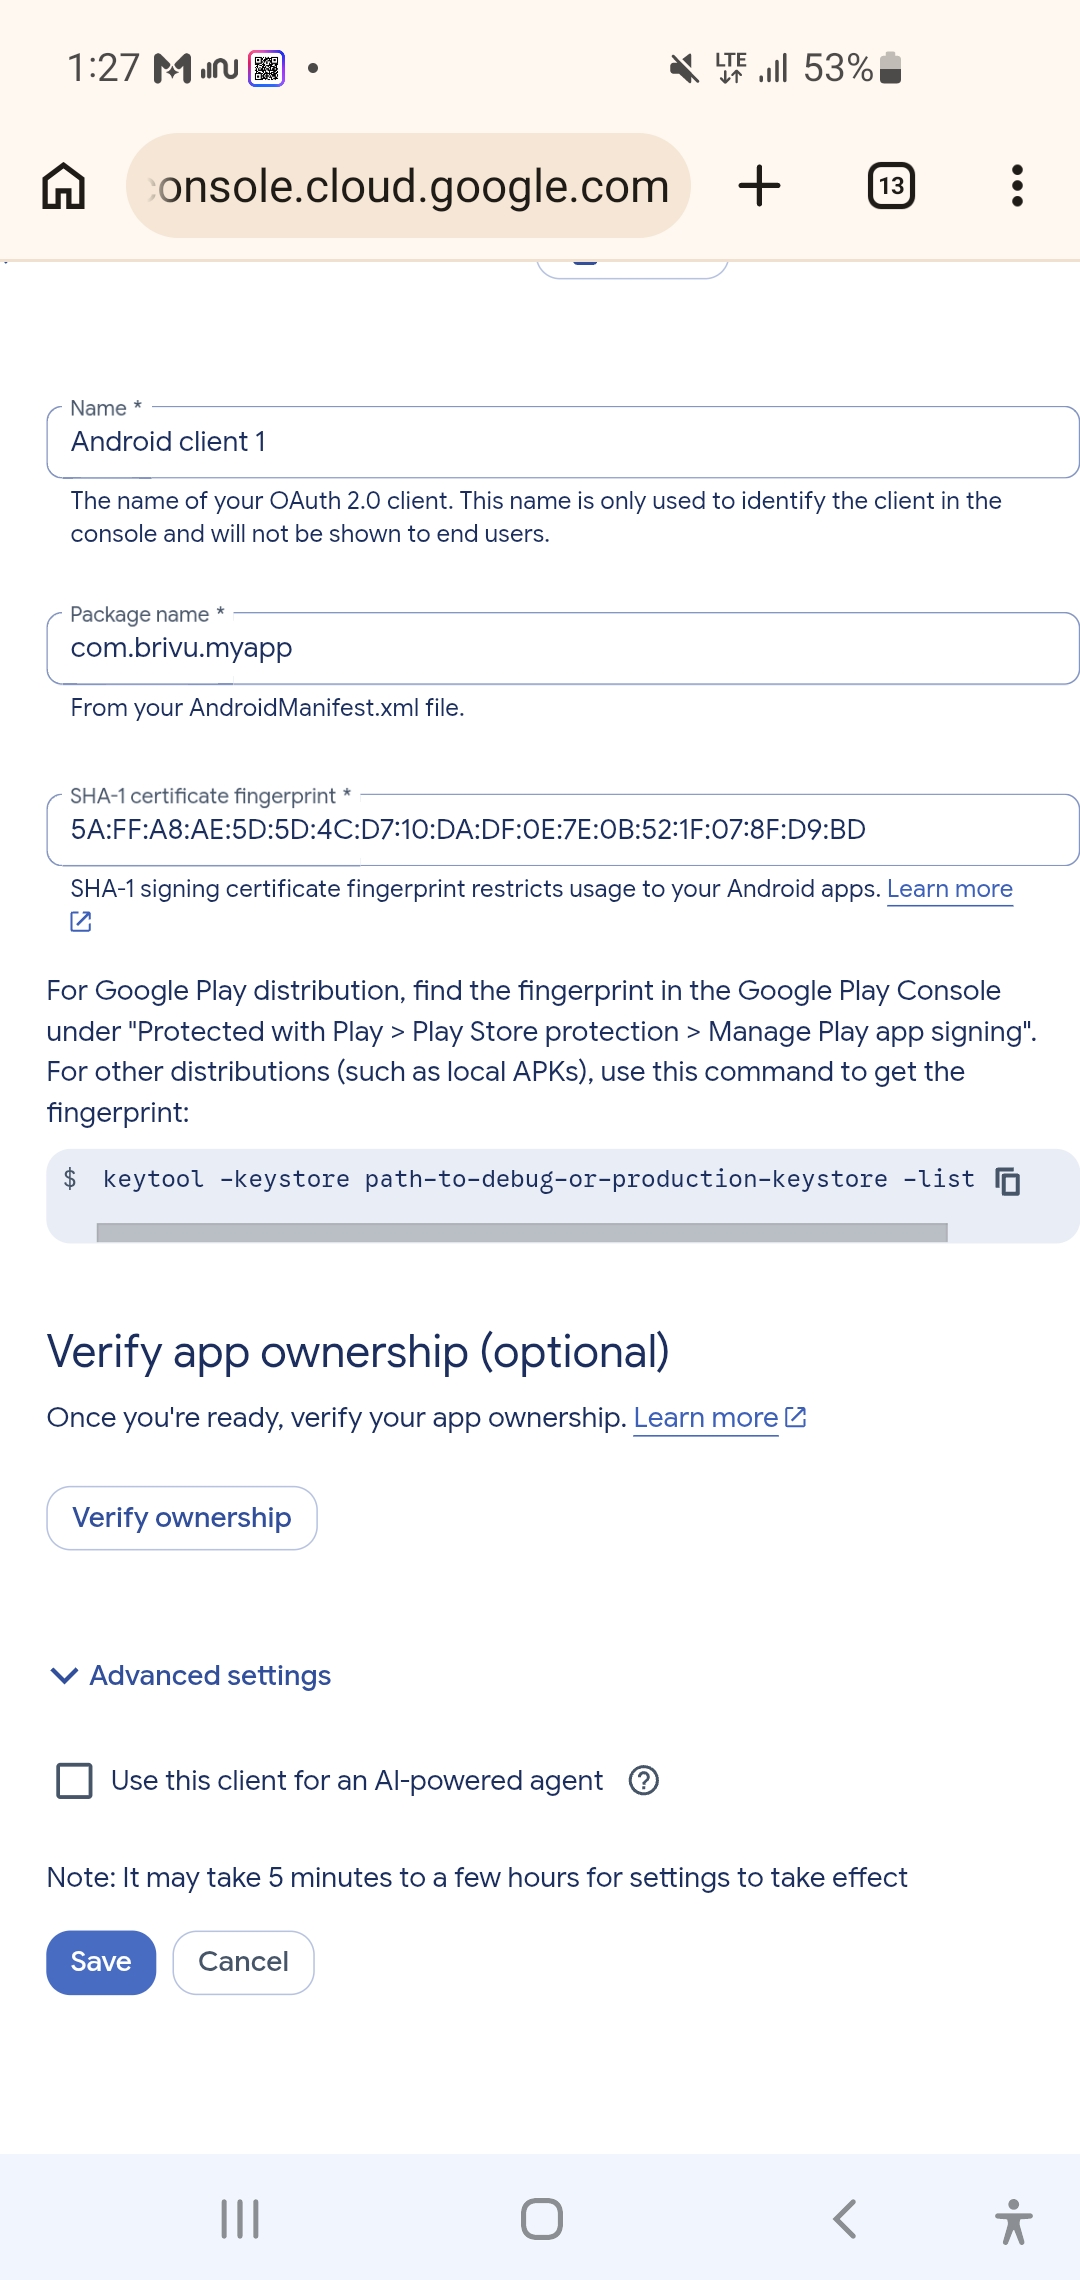 1:27
LTE
53%
console.cloud.google.com
13
Name *
Android client 1
The name of your OAuth 2.0 client. This name is only used to identify the client in the
console and will not be shown to end users.
Package name *
com.brivu.myapp
From your AndroidManifest.xml file.
SHA-1 certificate fingerprint *
5A:FF:A8:AE:5D:5D:4C:D7:10:DA:DF:0E:7E:0B:52:1F:07:8F:D9:BD
SHA-1 signing certificate fingerprint restricts usage to your Android apps. Learn more
For Google Play distribution, find the fingerprint in the Google Play Console
under "Protected with Play > Play Store protection > Manage Play app signing".
For other distributions (such as local APKs), use this command to get the
fingerprint:
$ keytool -keystore path-to-debug-or-production-keystore -list
Verify app ownership (optional)
Once you're ready, verify your app ownership. Learn more
Verify ownership
Advanced settings
Use this client for an AI-powered agent
Note: It may take 5 minutes to a few hours for settings to take effect
Save
Cancel